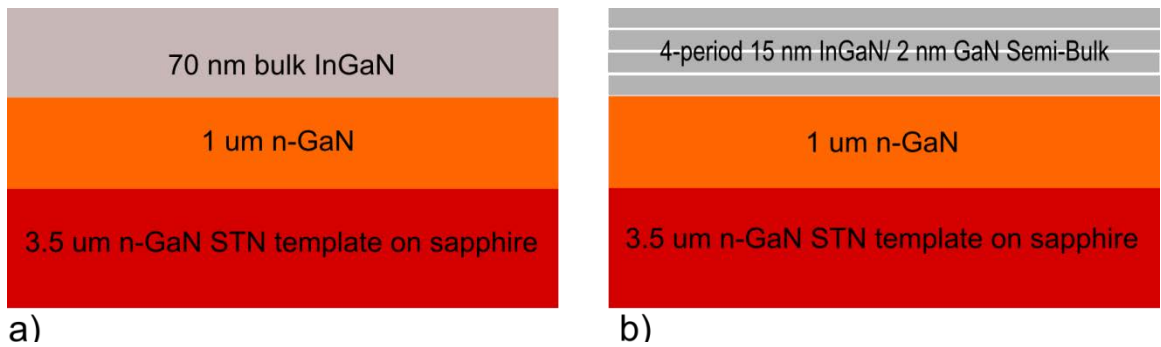 70 nm bulk InGaN
1 um n-GaN
3.5 um n-GaN STN template on sapphire
a)
4-period 15 nm InGaN/ 2 nm GaN Semi-Bulk
1 um n-GaN
3.5 um n-GaN STN template on sapphire
b)